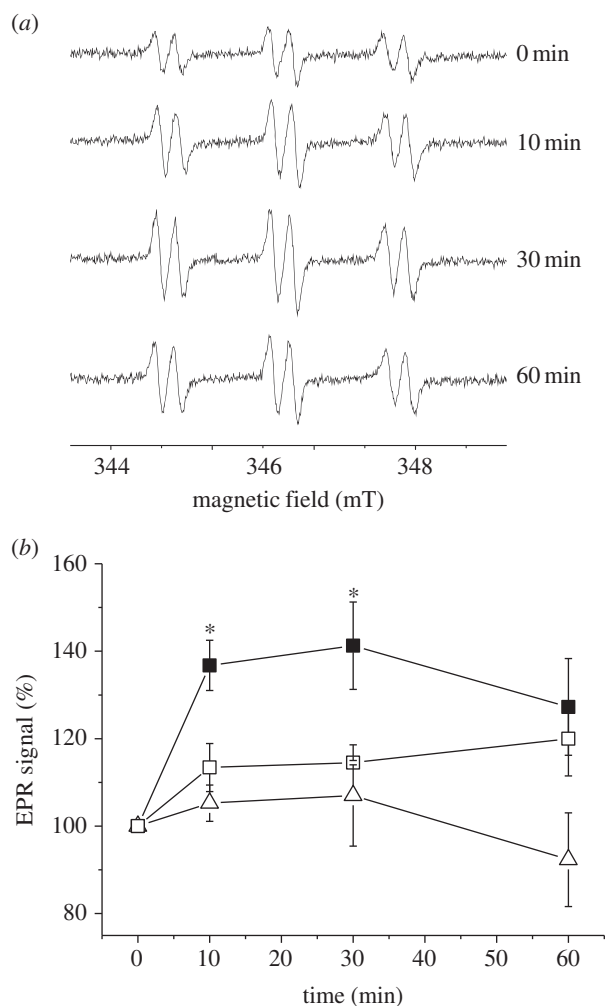 (a)
0 min
10 min
30 min
60 min
344 346 348
magnetic field (mT)
(b)
160
140
120
100
80
EPR signal (%)
*
*
0 10 20 30 40 50 60
time (min)